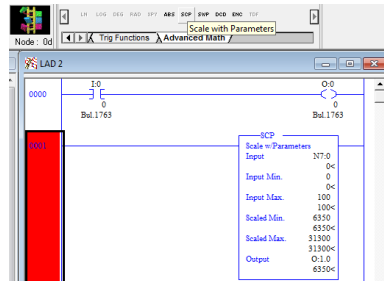 LN LOG DEG RAD XPY ABS SCP SWP DCD ENC TDF
Scale with Parameters
Node : 0d
Trig Functions Advanced Math
LAD 2
0000
I:0
O:0
0
0
Bul.1763
Bul.1763
0001
SCP
Scale w/Parameters
Input N7:0
0<
Input Min. 0
0<
Input Max. 100
100<
Scaled Min. 6350
6350<
Scaled Max. 31300
31300<
Output O:1.0
6350<